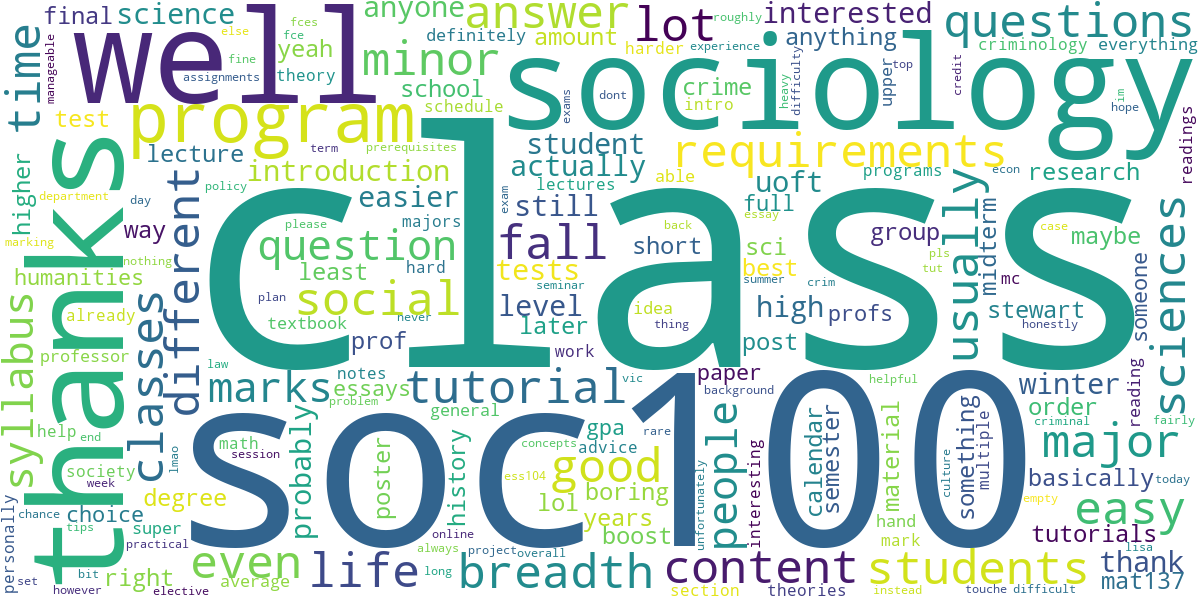 class
soc100
sociology
well
thanks
program
requirements
content
breadth
students
tutorial
major
social
good
easy
people
lot
answer
questions
minor
fall
question
different
sciences
usually
classes
life
even
marks
syllabus
time
science
final
anyone
amount
definitely
interested
anything
criminology
everything
roughly
harder
experience
fces
fce
else
fine
yeah
theory
assignments
manageable
school
schedule
crime
intro
dont
exams
heavy
difficulty
upper
top
credit
im
hope
readings
test
term
prerequisites
student
actually
lectures
lecture
introduction
easier
majors
policy
able
uoft
full
programs
econ
research
higher
department
day
way
marking
nothing
humanities
already
professor
please
least
hard
exam
still
short
sci
best
tests
level
later
seminar
plan
textbook
never
prof
law
notes
essays
problem
work
post
high
profs
group
back
essay
idea
thing
summer
crim
pls
tut
midterm
mc
stewart
honestly
case
maybe
someone
vic
paper
background
helpful
winter
order
reading
criminal
fairly
general
gpa
advice
rare
concepts
ess104
history
probably
poster
math
session
help
end
society
week
lmao
degree
choice
chance
tips
super
practical
personally
set
bit
however
right
elective
average
online
always
project
overall
long
lol
boring
years
boost
unfortunately
interesting
calendar
semester
material
hand
mark
something
multiple
culture
basically
today
empty
tutorials
lisa
thank
mat137
section
theories
instead
touche
difficult